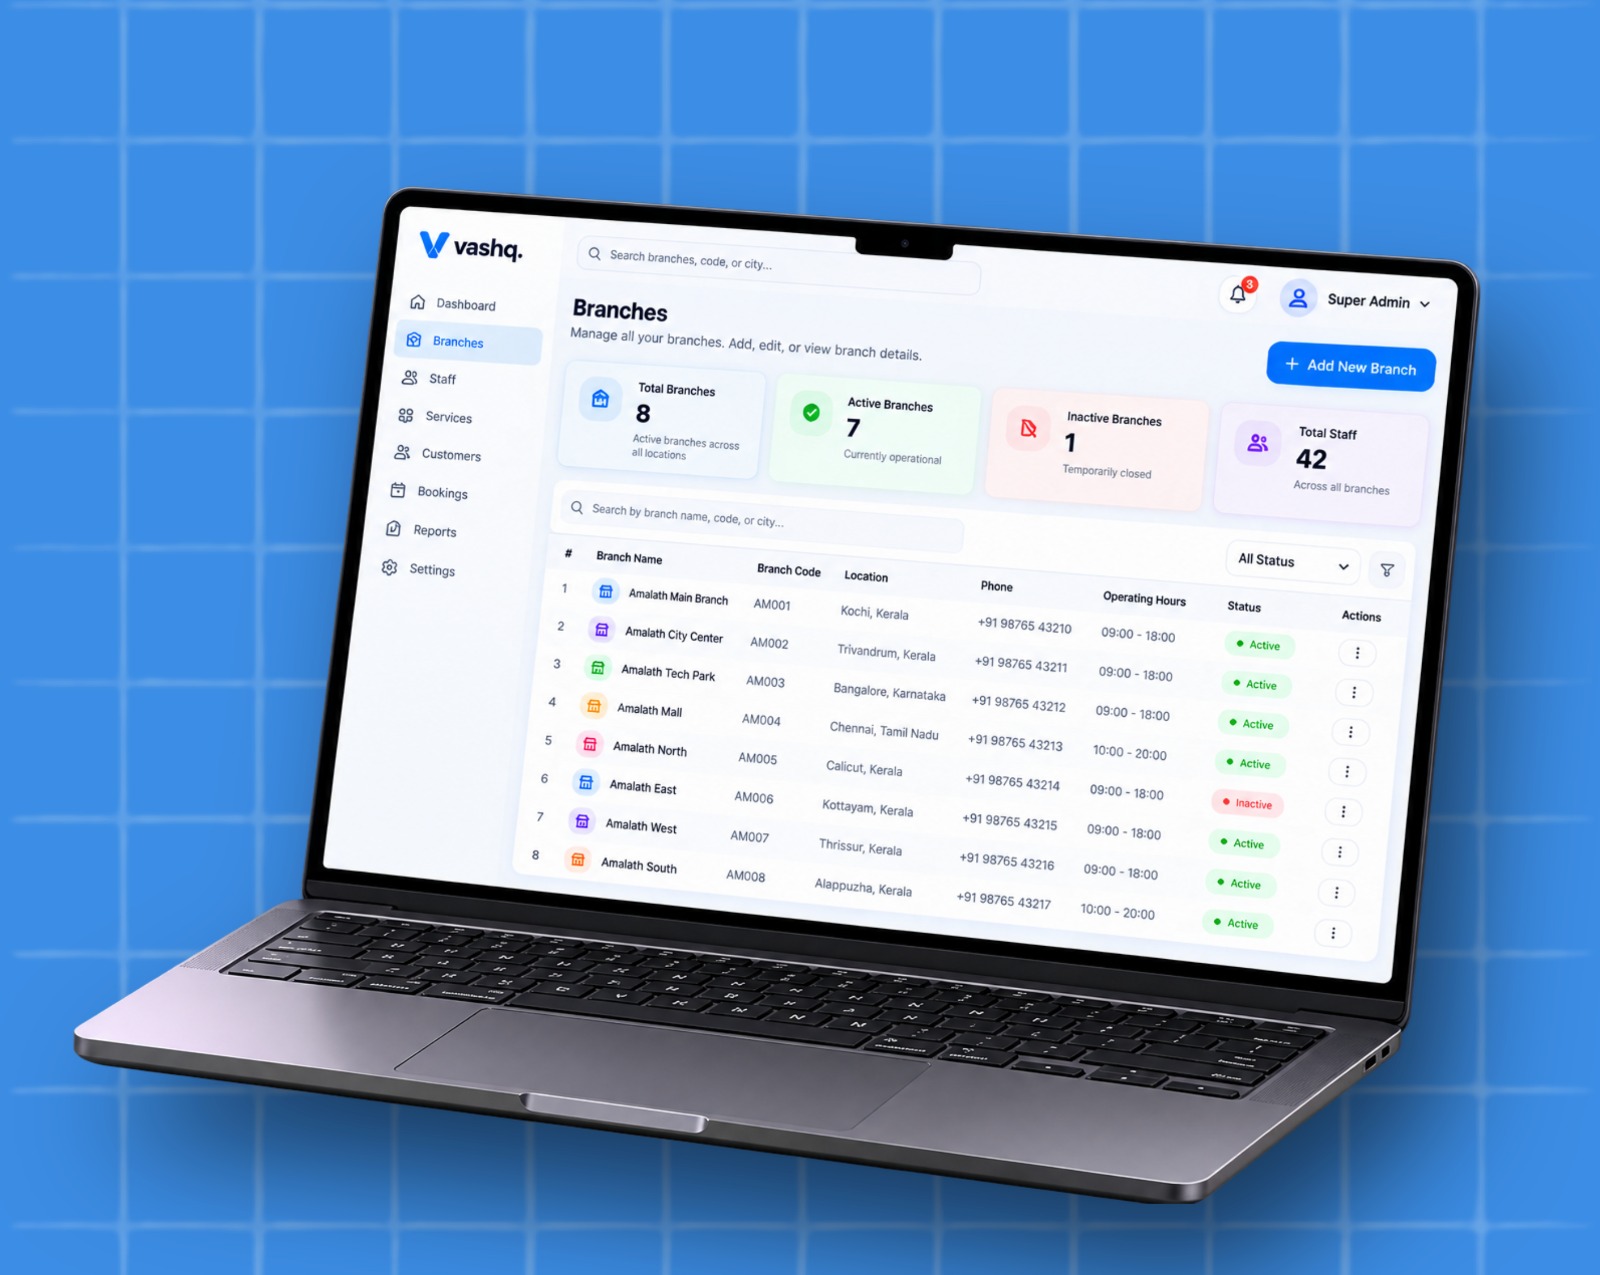 vashq.
Search branches, code, or city...
3
Super Admin
Dashboard
Branches
Staff
Services
Customers
Bookings
Reports
Settings
Branches
Manage all your branches. Add, edit, or view branch details.
+ Add New Branch
Total Branches
8
Active branches across
all locations
Active Branches
7
Currently operational
Inactive Branches
1
Temporarily closed
Total Staff
42
Across all branches
Search by branch name, code, or city...
All Status
# Branch Name Branch Code Location Phone Operating Hours Status Actions
1 Amalath Main Branch AM001 Kochi, Kerala +91 98765 43210 09:00 - 18:00 Active
2 Amalath City Center AM002 Trivandrum, Kerala +91 98765 43211 09:00 - 18:00 Active
3 Amalath Tech Park AM003 Bangalore, Karnataka +91 98765 43212 09:00 - 18:00 Active
4 Amalath Mall AM004 Chennai, Tamil Nadu +91 98765 43213 10:00 - 20:00 Active
5 Amalath North AM005 Calicut, Kerala +91 98765 43214 09:00 - 18:00 Inactive
6 Amalath East AM006 Kottayam, Kerala +91 98765 43215 09:00 - 18:00 Active
7 Amalath West AM007 Thrissur, Kerala +91 98765 43216 09:00 - 18:00 Active
8 Amalath South AM008 Alappuzha, Kerala +91 98765 43217 10:00 - 20:00 Active